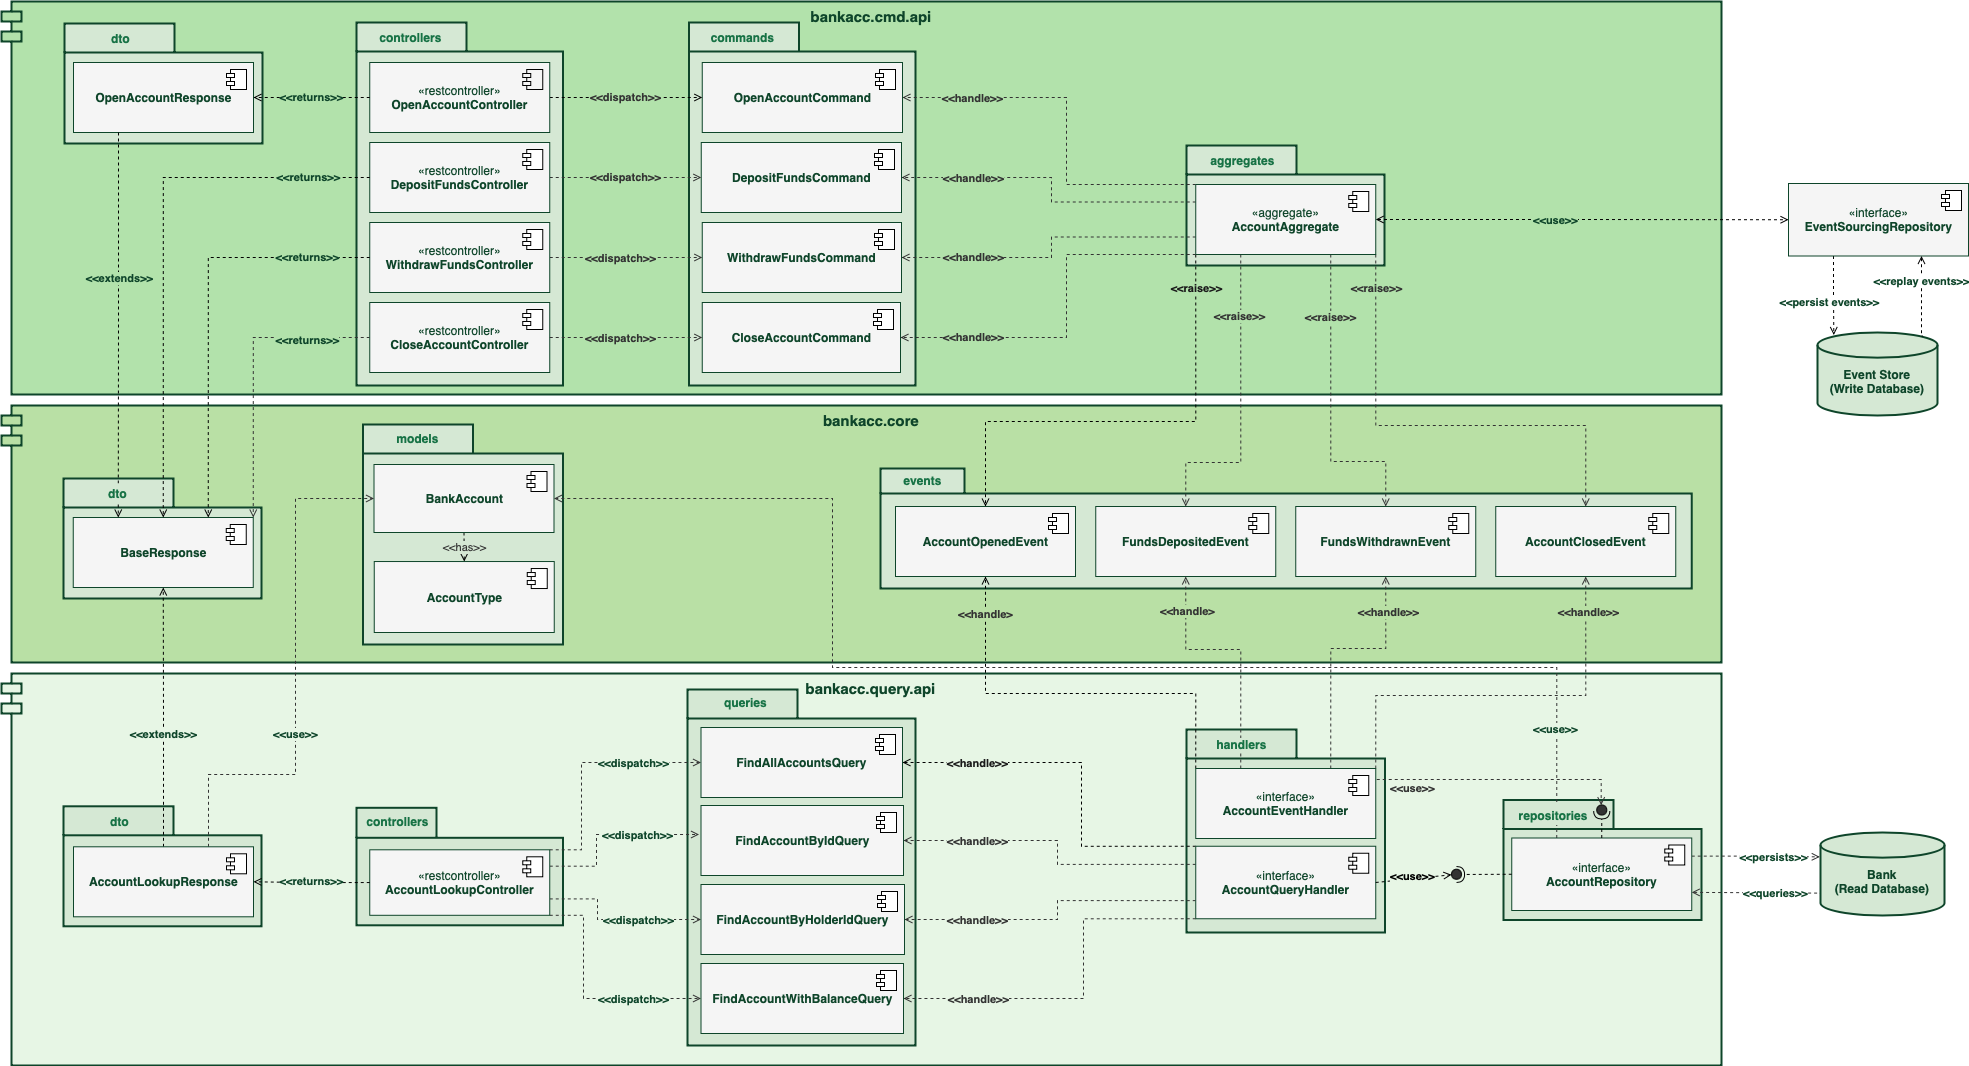 bankacc.cmd.api
dto
controllers
commands
OpenAccountResponse
<<returns>>
«restcontroller»
OpenAccountController
<<dispatch>>
OpenAccountCommand
<<handle>>
<<returns>>
«restcontroller»
DepositFundsController
<<dispatch>>
DepositFundsCommand
<<handle>>
aggregates
«aggregate»
AccountAggregate
<<use>>
«interface»
EventSourcingRepository
<<extends>>
<<returns>>
«restcontroller»
WithdrawFundsController
<<dispatch>>
WithdrawFundsCommand
<<handle>>
<<raise>>
<<raise>>
<<raise>>
<<raise>>
<<replay events>>
<<persist events>>
<<returns>>
«restcontroller»
CloseAccountController
<<dispatch>>
CloseAccountCommand
<<handle>>
Event Store
(Write Database)
bankacc.core
models
dto
events
BankAccount
BaseResponse
<<has>>
AccountType
AccountOpenedEvent
FundsDepositedEvent
FundsWithdrawnEvent
AccountClosedEvent
<<handle>
<<handle>
<<handle>>
<<handle>>
bankacc.query.api
queries
<<extends>>
<<use>>
<<use>>
handlers
<<dispatch>>
FindAllAccountsQuery
<<handle>>
«interface»
AccountEventHandler
<<use>>
dto
controllers
repositories
<<dispatch>>
FindAccountByIdQuery
<<handle>>
AccountLookupResponse
<<returns>>
«restcontroller»
AccountLookupController
«interface»
AccountQueryHandler
<<use>>
«interface»
AccountRepository
<<persists>>
<<queries>>
Bank
(Read Database)
<<dispatch>>
FindAccountByHolderIdQuery
<<handle>>
<<dispatch>>
FindAccountWithBalanceQuery
<<handle>>